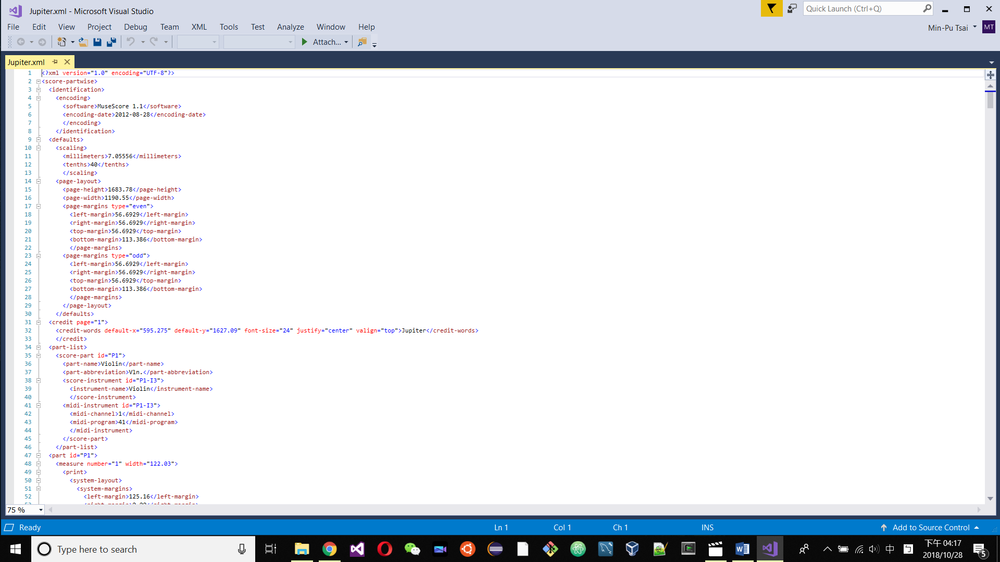 Jupiter.xml - Microsoft Visual Studio
Quick Launch (Ctrl+Q)
File Edit View Project Debug Team XML Tools Test Analyze Window Help
Min-Pu Tsai MT
Attach...
Jupiter.xml
1 <?xml version="1.0" encoding="UTF-8"?>
2 <score-partwise>
3 <identification>
4 <encoding>
5 <software>MuseScore 1.1</software>
6 <encoding-date>2012-08-28</encoding-date>
7 </encoding>
8 </identification>
9 <defaults>
10 <scaling>
11 <millimeters>7.05556</millimeters>
12 <tenths>40</tenths>
13 </scaling>
14 <page-layout>
15 <page-height>1683.78</page-height>
16 <page-width>1190.55</page-width>
17 <page-margins type="even">
18 <left-margin>56.6929</left-margin>
19 <right-margin>56.6929</right-margin>
20 <top-margin>56.6929</top-margin>
21 <bottom-margin>113.386</bottom-margin>
22 </page-margins>
23 <page-margins type="odd">
24 <left-margin>56.6929</left-margin>
25 <right-margin>56.6929</right-margin>
26 <top-margin>56.6929</top-margin>
27 <bottom-margin>113.386</bottom-margin>
28 </page-margins>
29 </page-layout>
30 </defaults>
31 <credit page="1">
32 <credit-words default-x="595.275" default-y="1627.09" font-size="24" justify="center" valign="top">Jupiter</credit-words>
33 </credit>
34 <part-list>
35 <score-part id="P1">
36 <part-name>Violin</part-name>
37 <part-abbreviation>Vln.</part-abbreviation>
38 <score-instrument id="P1-I3">
39 <instrument-name>Violin</instrument-name>
40 </score-instrument>
41 <midi-instrument id="P1-I3">
42 <midi-channel>1</midi-channel>
43 <midi-program>41</midi-program>
44 </midi-instrument>
45 </score-part>
46 </part-list>
47 <part id="P1">
48 <measure number="1" width="122.03">
49 <print>
50 <system-layout>
51 <system-margins>
52 <left-margin>125.16</left-margin>
75 %
Ready Ln 1 Col 1 Ch 1 INS Add to Source Control
Type here to search
中
下午 04:17
2018/10/28
5